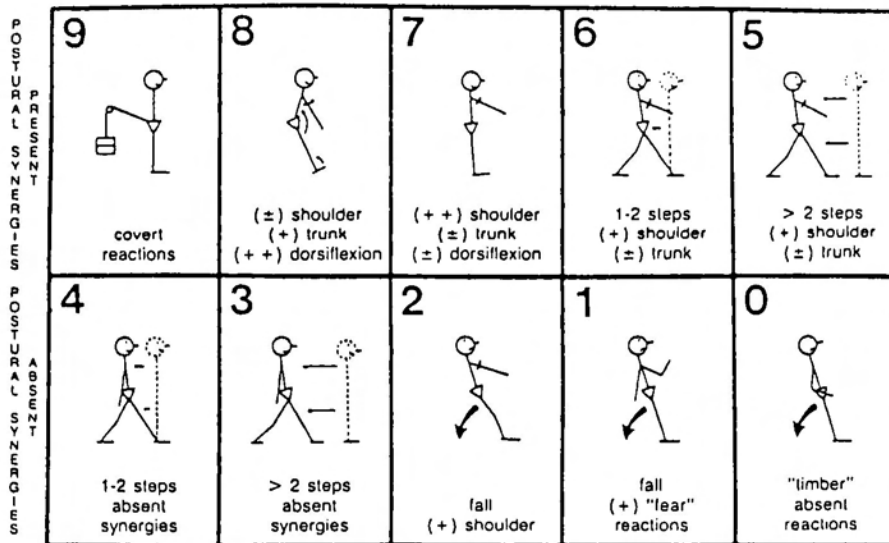 POSTURAL SYNERGIES
PRESENT
9
covert
reactions
8
(±) shoulder
(+) trunk
(++) dorsiflexion
7
(++) shoulder
(±) trunk
(±) dorsiflexion
6
1-2 steps
(+) shoulder
(±) trunk
5
> 2 steps
(+) shoulder
(±) trunk
POSTURAL SYNERGIES
ABSENT
4
1-2 steps
absent
synergies
3
> 2 steps
absent
synergies
2
fall
(+) shoulder
1
fall
(+) "fear"
reactions
0
"limber"
absent
reactions